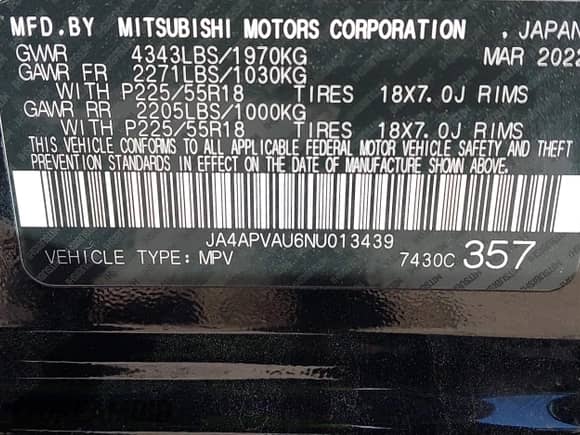 MFD.BY MITSUBISHI MOTORS CORPORATION , JAPAN
GVWR 4343LBS/1970KG MAR 2022
GAWR FR 2271LBS/1030KG
WITH P225/55R18 TIRES 18X7.0J RIMS
GAWR RR 2205LBS/1000KG
WITH P225/55R18 TIRES 18X7.0J RIMS
THIS VEHICLE CONFORMS TO ALL APPLICABLE FEDERAL MOTOR VEHICLE SAFETY AND THEFT
PREVENTION STANDARDS IN EFFECT ON THE DATE OF MANUFACTURE SHOWN ABOVE.
JA4APVAU6NU013439
VEHICLE TYPE: MPV 7430C 357